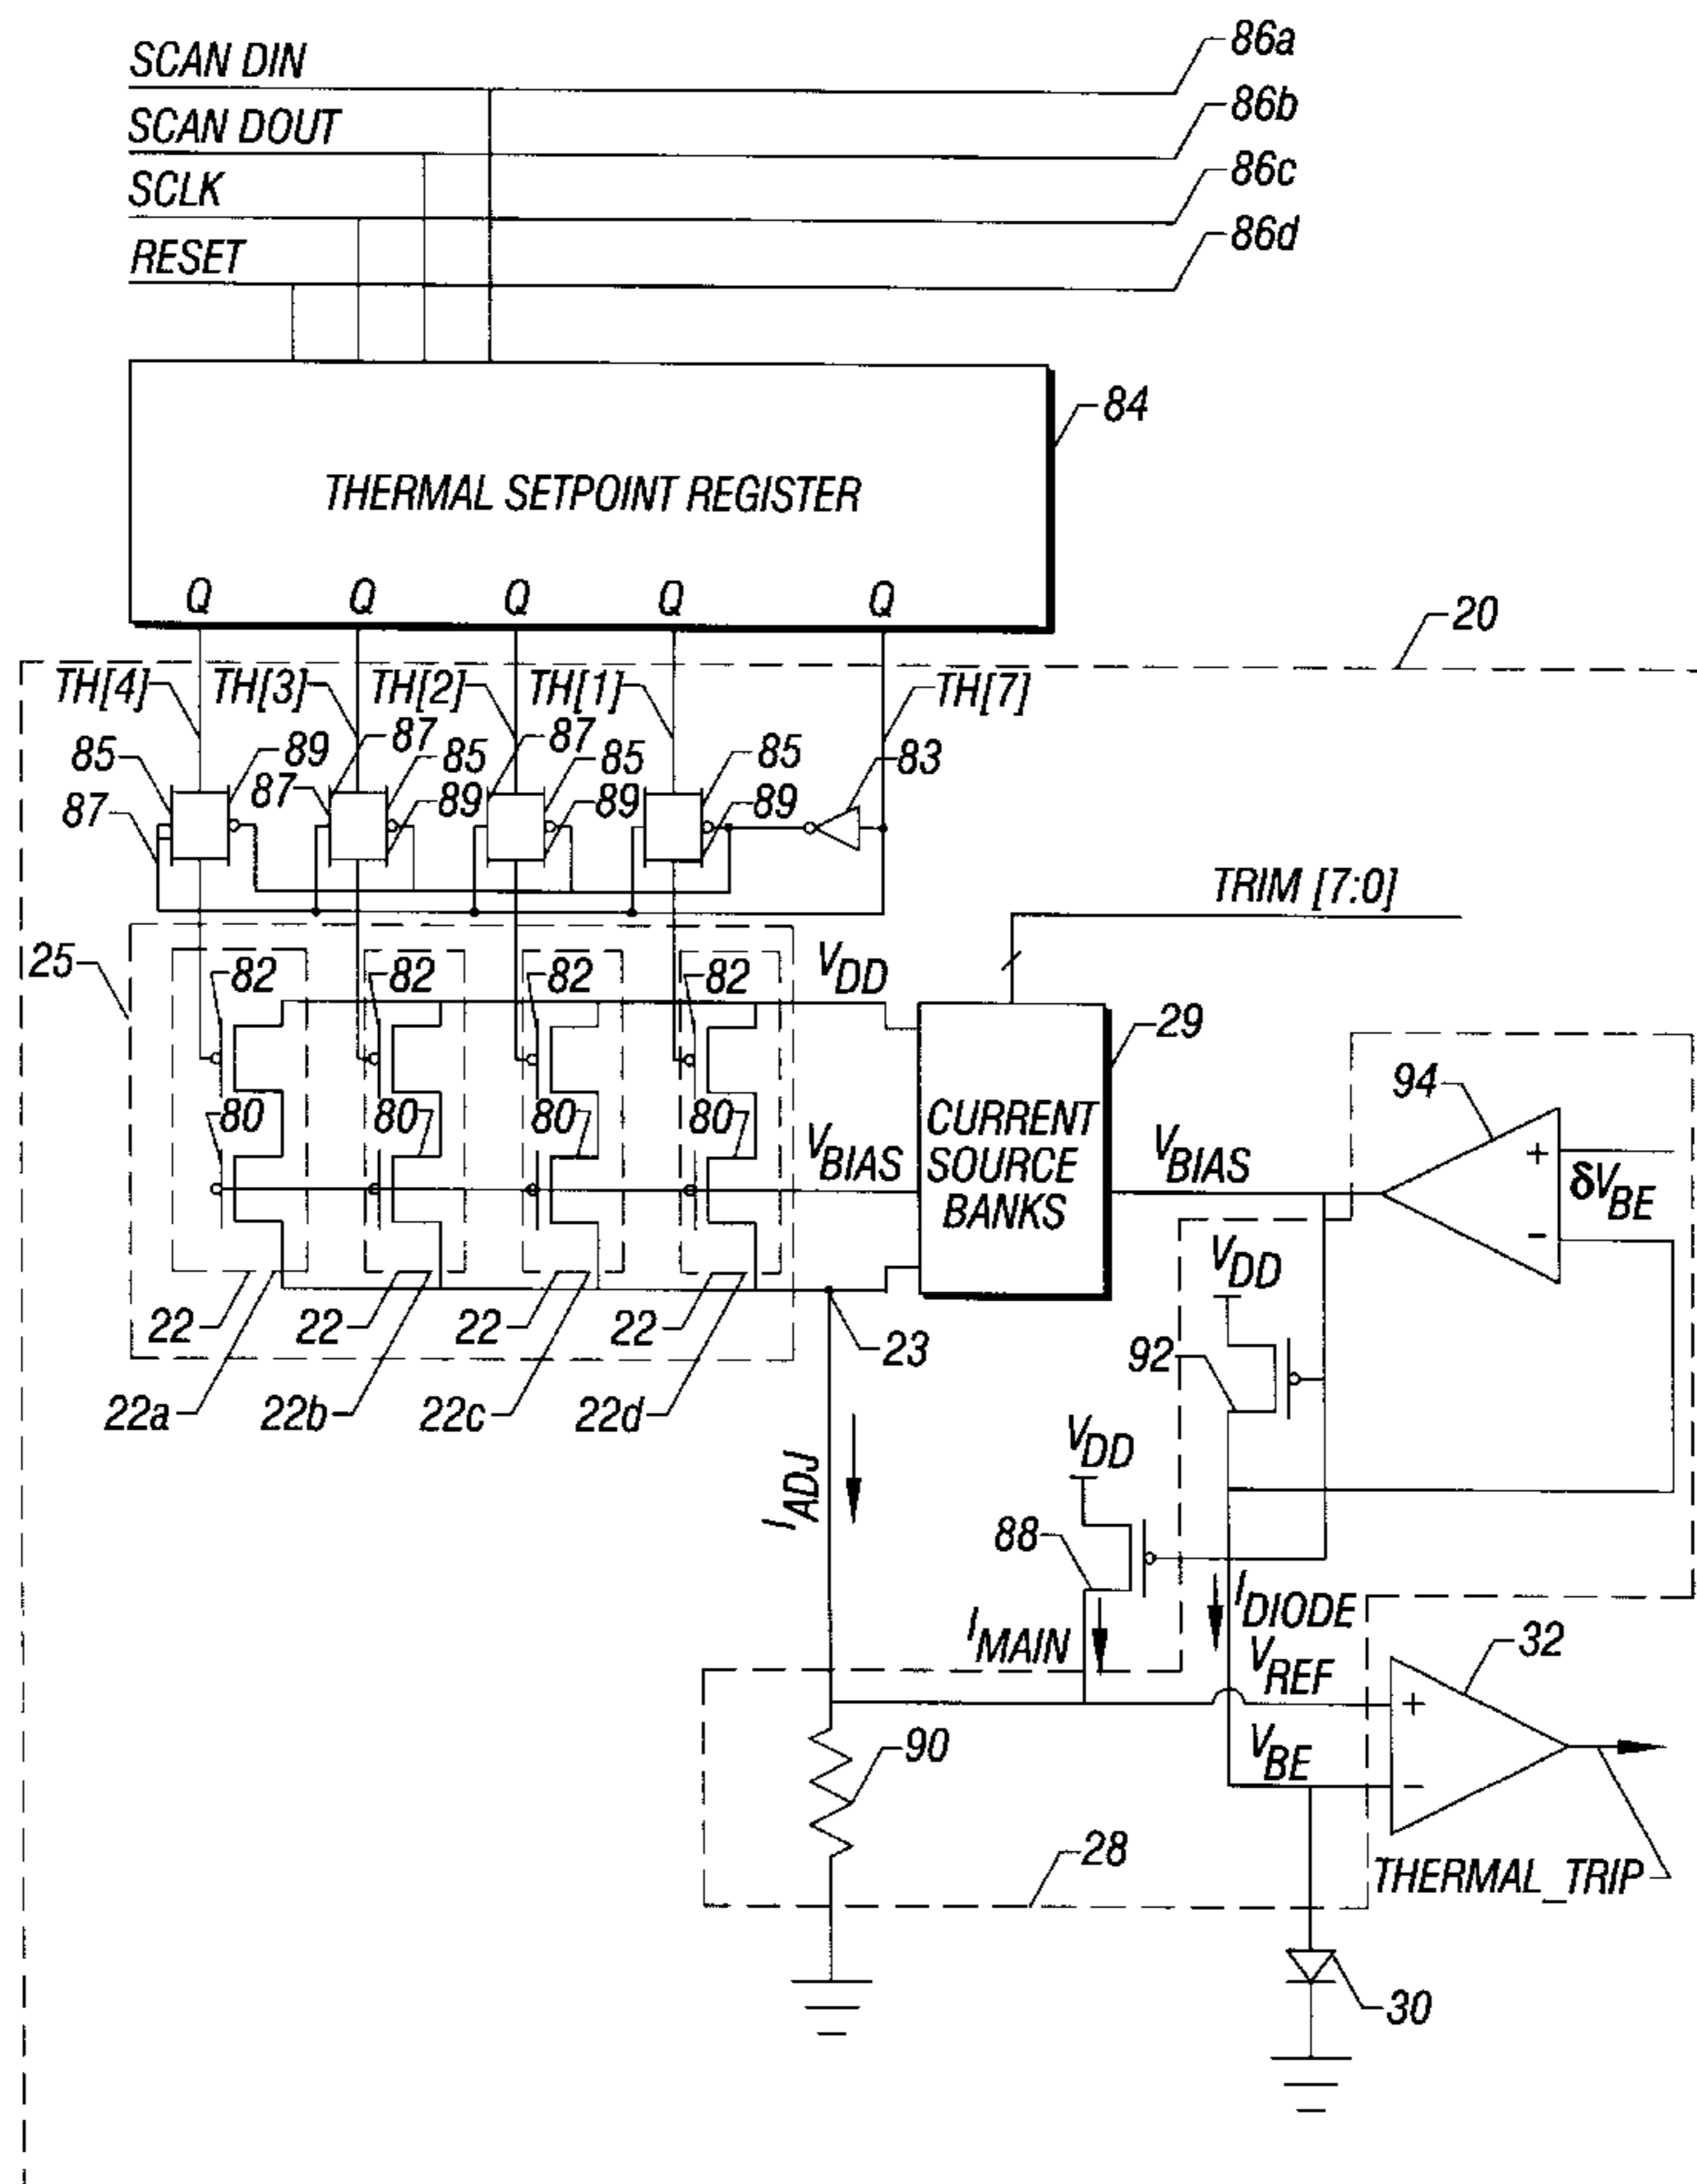 SCAN DIN
86a
SCAN DOUT
86b
SCLK
86c
RESET
86d
84
THERMAL SETPOINT REGISTER
Q Q Q Q Q
20
TH[4] TH[3] TH[2] TH[1] TH[7]
85 89 87 85 87 85 85 83
87 87 89 89 89
TRIM [7:0]
25
82 82 82 82
VDD
29
94
80 80 80 80
VBIAS
CURRENT
SOURCE
BANKS
VBIAS
+
δVBE
-
VDD
22 22 22 22
23
92
22a 22b 22c 22d
VDD
IADJ
88
IDIODE
IMAIN
VREF
32
+
90
VBE
-
28
THERMAL_TRIP
30